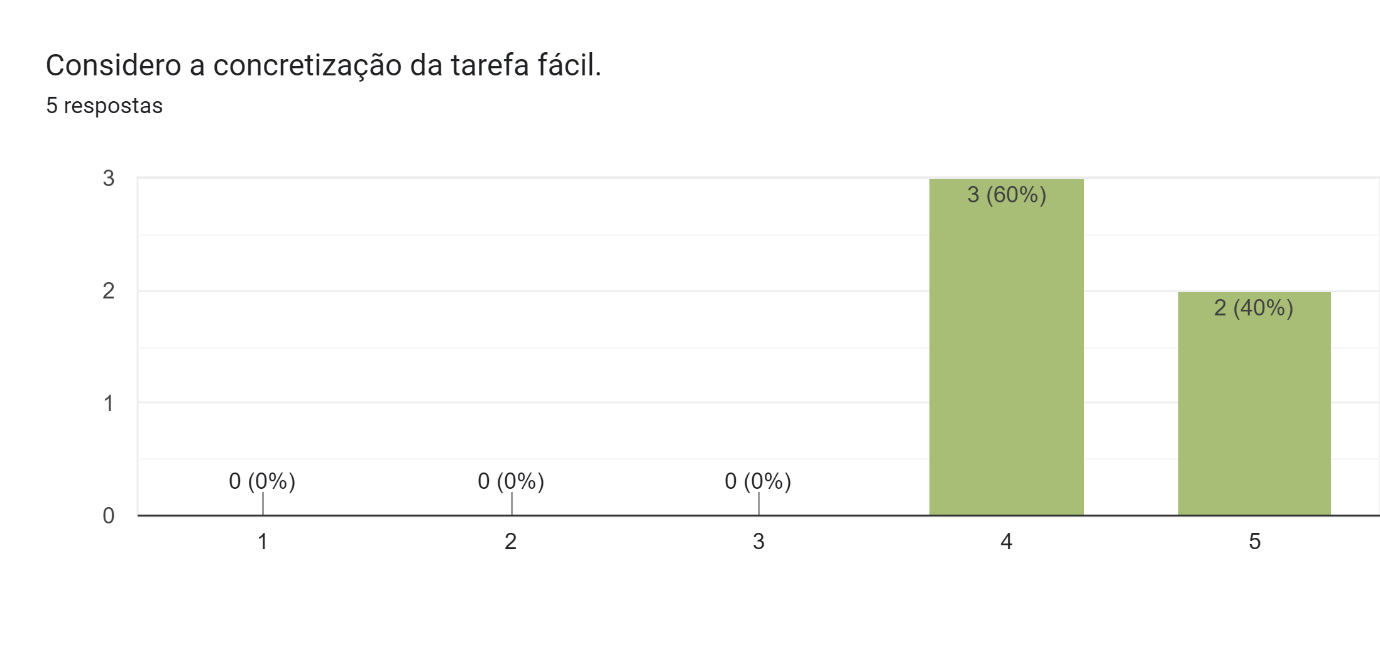 Considero a concretização da tarefa fácil.
5 respostas
3
3 (60%)
2
2 (40%)
1
0 (0%) 0 (0%) 0 (0%)
0
1 2 3 4 5